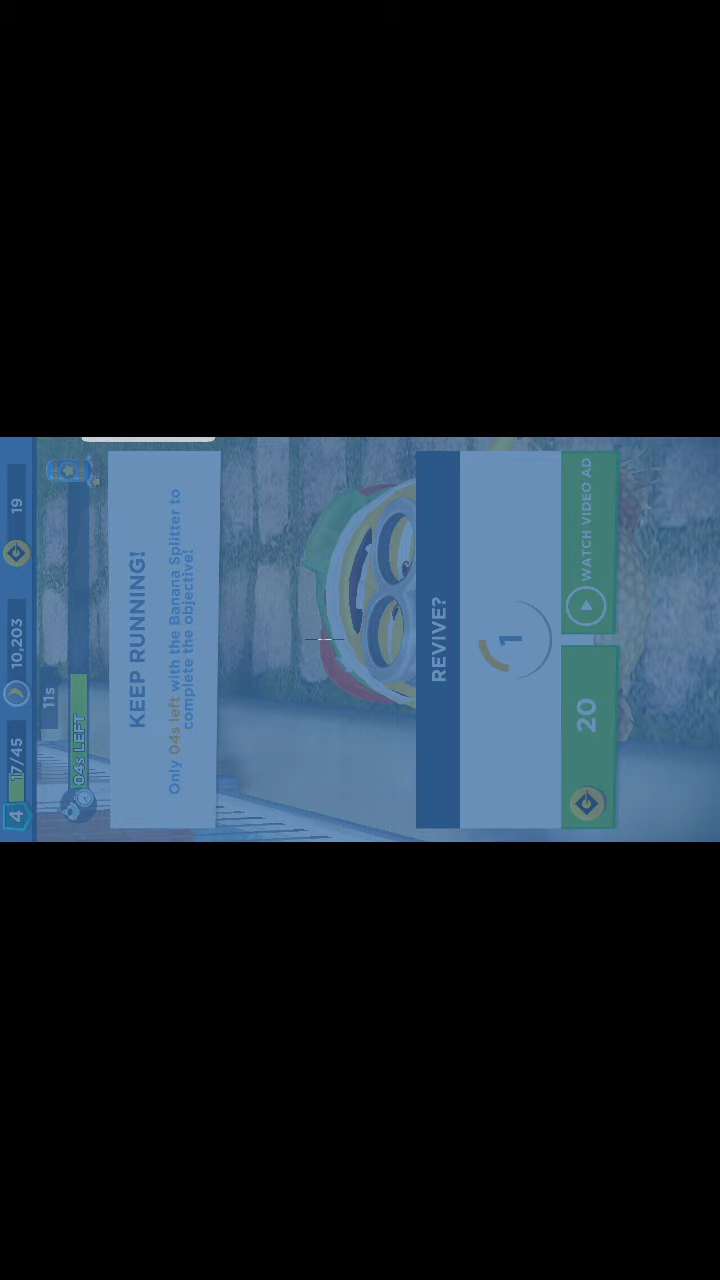 4
17/45
10,203
19
11s
04s LEFT
KEEP RUNNING!
Only 04s left with the Banana Splitter to
complete the objective!
REVIVE?
1
20
WATCH VIDEO AD